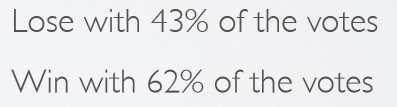 Lose with 43% of the votes
Win with 62% of the votes